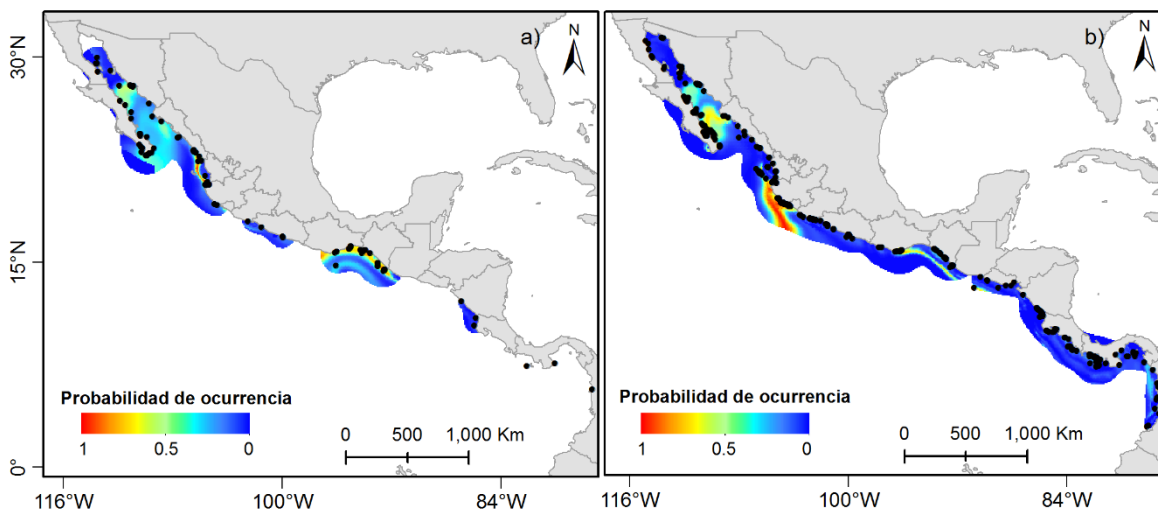 a)
N
30°N
15°N
0°
Probabilidad de ocurrencia
1
0.5
0
0 500 1,000 Km
116°W 100°W 84°W
b)
N
Probabilidad de ocurrencia
1
0.5
0
0 500 1,000 Km
116°W 100°W 84°W